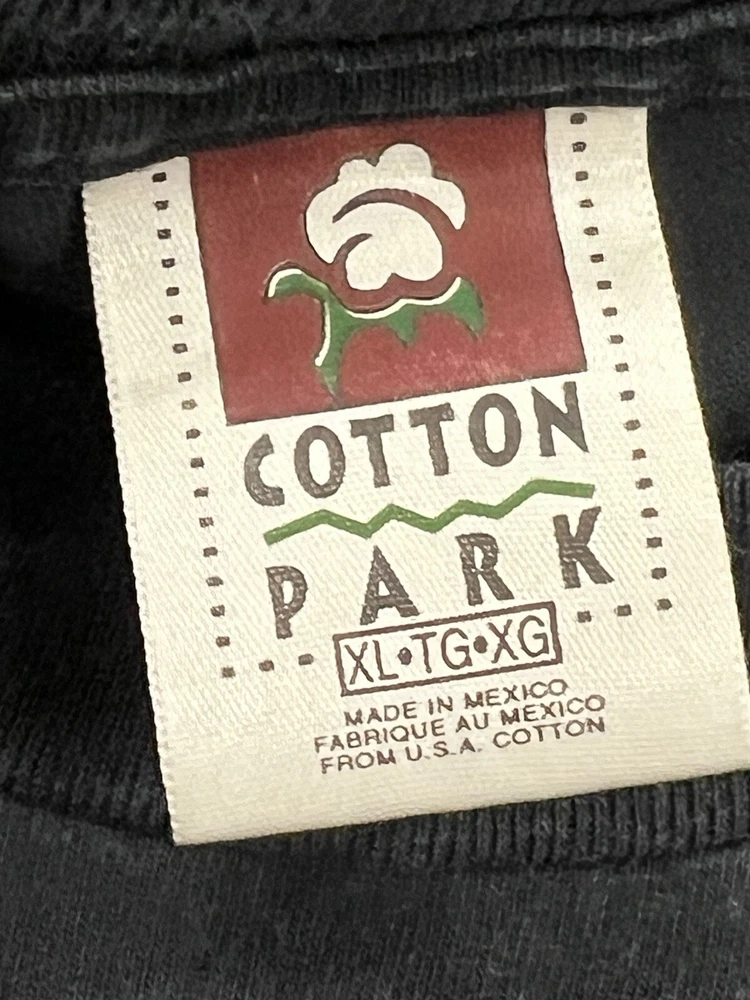 COTTON
PARK
XL•TG•XG
MADE IN MEXICO
FABRIQUE AU MEXICO
FROM U.S.A. COTTON